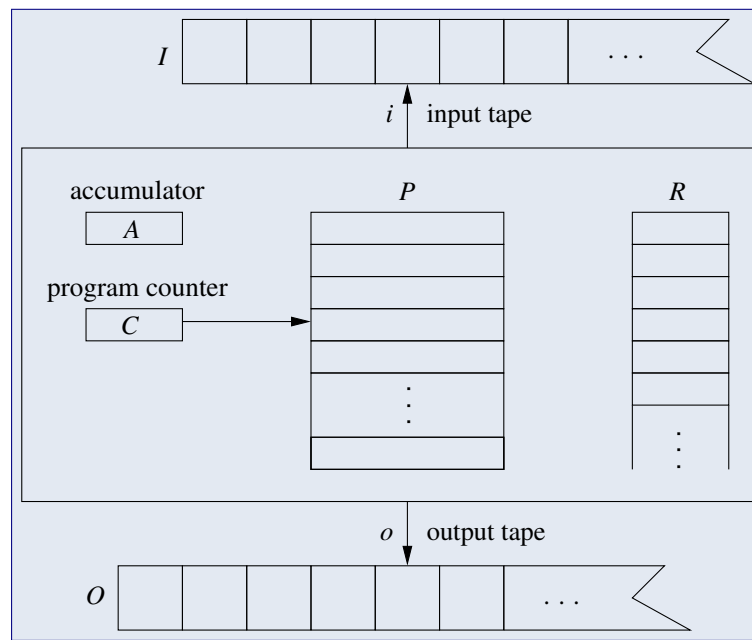 I
. . .
i input tape
accumulator P R
A
program counter
C
. . .
. . .
o output tape
O
. . .